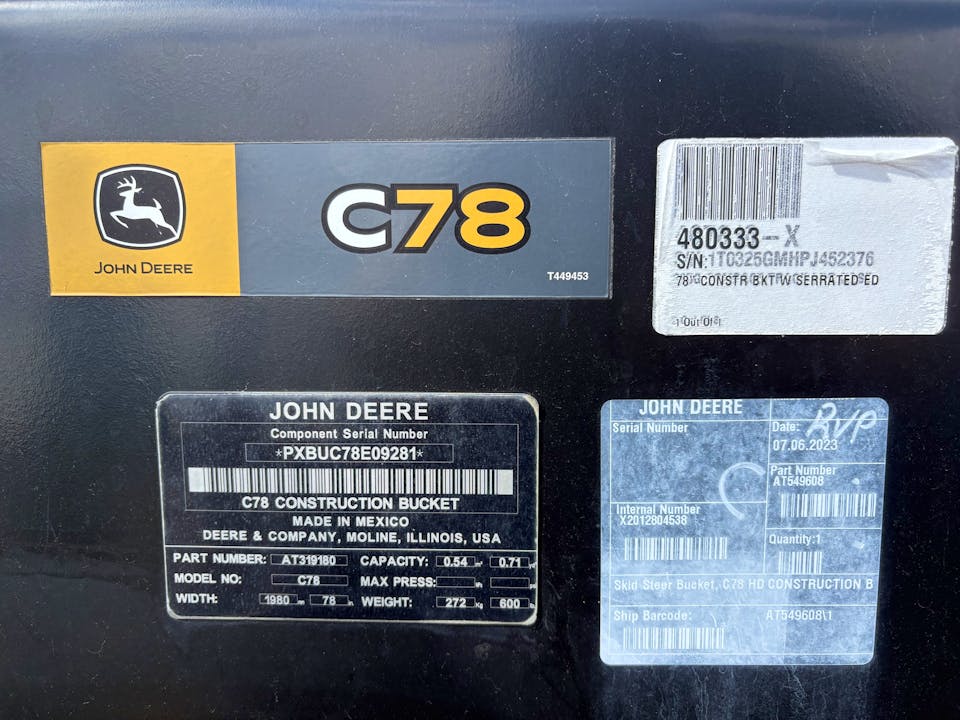 JOHN DEERE
C78
T449453
480333-X
S/N:1T0325GMHPJ452376
78" CONSTR BKT W SERRATED ED
1 Out Of 1
JOHN DEERE
Component Serial Number
*PXBUC78E09281*
C78 CONSTRUCTION BUCKET
MADE IN MEXICO
DEERE & COMPANY, MOLINE, ILLINOIS, USA
PART NUMBER: AT319180 CAPACITY: 0.54 0.71
MODEL NO: C78 MAX PRESS:
WIDTH: 1980 78 WEIGHT: 272 Kg 600
JOHN DEERE
Serial Number
Date: RVP
07.06.2023
Part Number
AT549608
Internal Number
X2012804538
Quantity:1
Skid Steer Bucket, C78 HD CONSTRUCTION B
Ship Barcode: AT549608\1